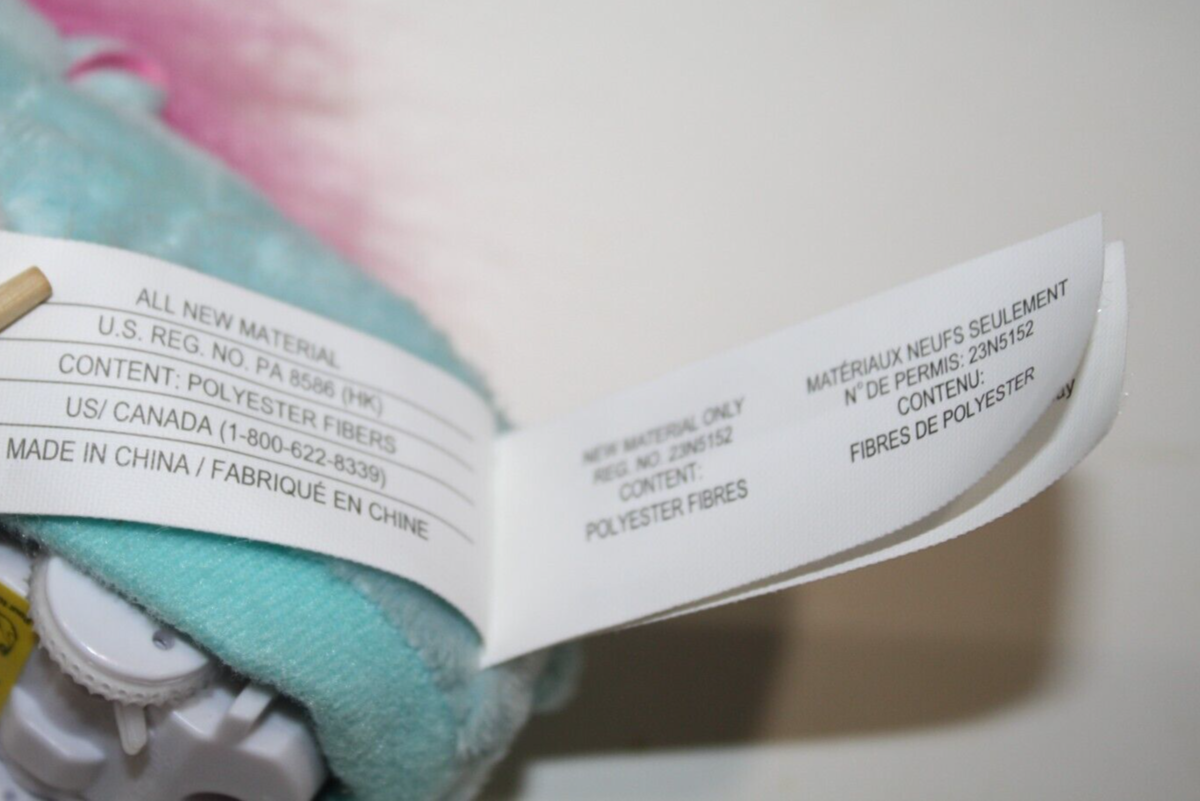 ALL NEW MATERIAL
U.S. REG. NO. PA 8586 (HK)
CONTENT: POLYESTER FIBERS
US/ CANADA (1-800-622-8339)
MADE IN CHINA / FABRIQUÉ EN CHINE
NEW MATERIAL ONLY
REG. NO. 23N5152
CONTENT:
POLYESTER FIBRES
MATÉRIAUX NEUFS SEULEMENT
N° DE PERMIS: 23N5152
CONTENU:
FIBRES DE POLYESTER